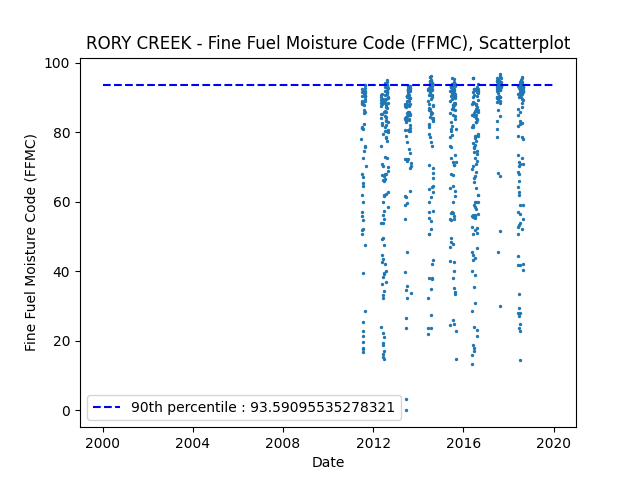 RORY CREEK - Fine Fuel Moisture Code (FFMC), Scatterplot
Fine Fuel Moisture Code (FFMC)
100
80
60
40
20
0
90th percentile : 93.59095535278321
2000 2004 2008 2012 2016 2020
Date